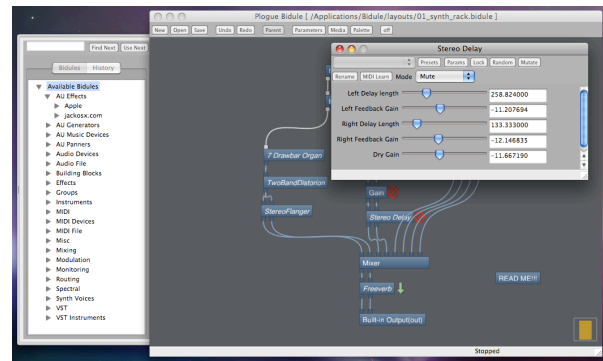 Plogue Bidule [ /Applications/Bidule/layouts/01_synth_rack.bidule ]
New Open Save Undo Redo Parent Parameters Media Palette off
Find Next Use Next
Bidules History
Available Bidules
AU Effects
Apple
jackosx.com
AU Generators
AU Music Devices
AU Panners
Audio Devices
Audio File
Building Blocks
Effects
Groups
Instruments
MIDI
MIDI Devices
MIDI File
Misc
Mixing
Modulation
Monitoring
Routing
Spectral
Synth Voices
VST
VST Instruments
Stereo Delay
Presets Params Lock Random Mutate
Rename MIDI Learn Mode Mute
Left Delay length 258.824000
Left Feedback Gain -11.207694
Right Delay Length 133.333000
Right Feedback Gain -12.146835
Dry Gain -11.667190
7 Drawbar Organ
TwoBandDistorion
StereoFlanger
Gain
Stereo Delay
Mixer
Freeverb
Built-in Output(out)
READ ME!!!
Stopped